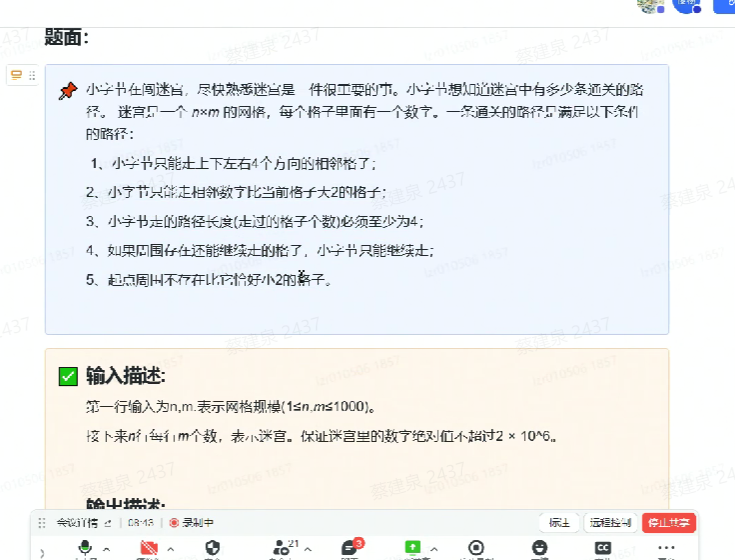 题面：
小字节在闯迷宫，尽快熟悉迷宫是一件很重要的事。小字节想知道迷宫中有多少条通关的路
径。 迷宫是一个 n×m 的网格，每个格子里面有一个数字。一条通关的路径是满足以下条件
的路径：
1、小字节只能走上下左右4个方向的相邻格子；
2、小字节只能走相邻数字比当前格子大2的格子；
3、小字节走的路径长度(走过的格子个数)必须至少为4；
4、如果周围存在还能继续走的格子，小字节只能继续走；
5、起点周围不存在比它恰好小2的格子。
输入描述:
第一行输入为n,m.表示网格规模(1≤n,m≤1000)。
接下来n行每行m个数，表示迷宫。保证迷宫里的数字绝对值不超过2 × 10^6。
输出描述:
会议详情 | 08:43 | 录制中
标注 远程控制 停止共享
21 3
蔡建泉 2437